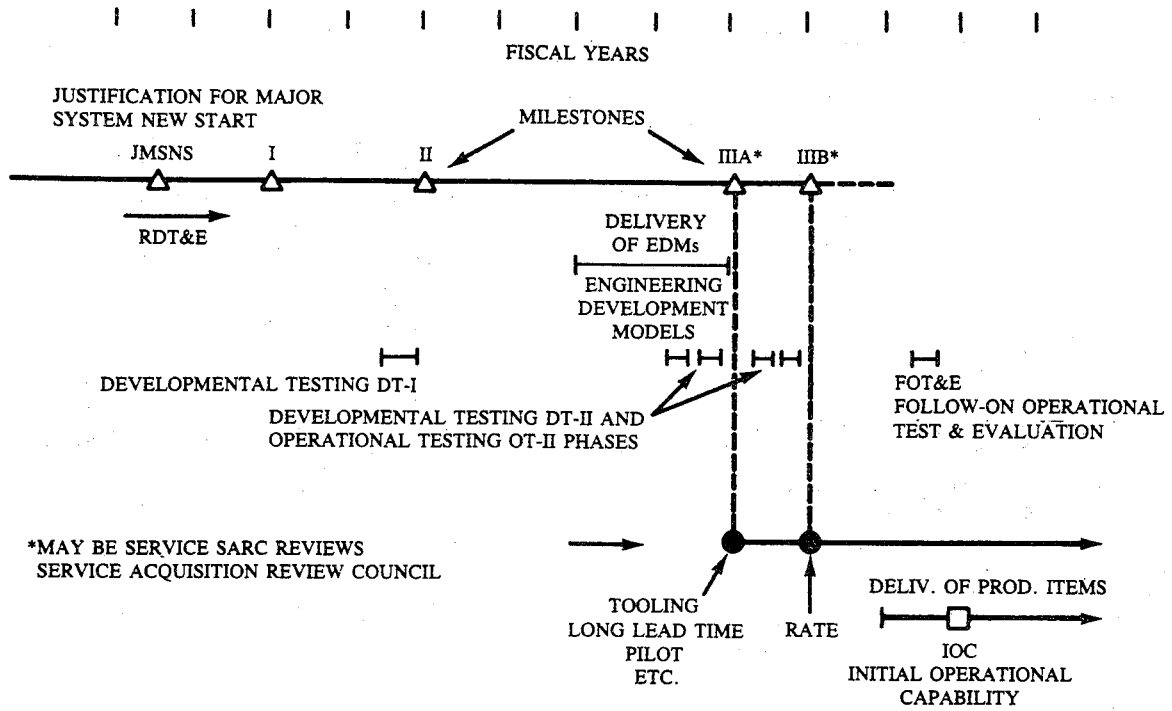 FISCAL YEARS
JUSTIFICATION FOR MAJOR
SYSTEM NEW START
MILESTONES
JMSNS
I
II
IIIA*
IIIB*
RDT&E
DELIVERY
OF EDMs
ENGINEERING
DEVELOPMENT
MODELS
DEVELOPMENTAL TESTING DT-I
DEVELOPMENTAL TESTING DT-II AND
OPERATIONAL TESTING OT-II PHASES
FOT&E
FOLLOW-ON OPERATIONAL
TEST & EVALUATION
*MAY BE SERVICE SARC REVIEWS
SERVICE ACQUISITION REVIEW COUNCIL
TOOLING
LONG LEAD TIME
PILOT
ETC.
RATE
DELIV. OF PROD. ITEMS
IOC
INITIAL OPERATIONAL
CAPABILITY